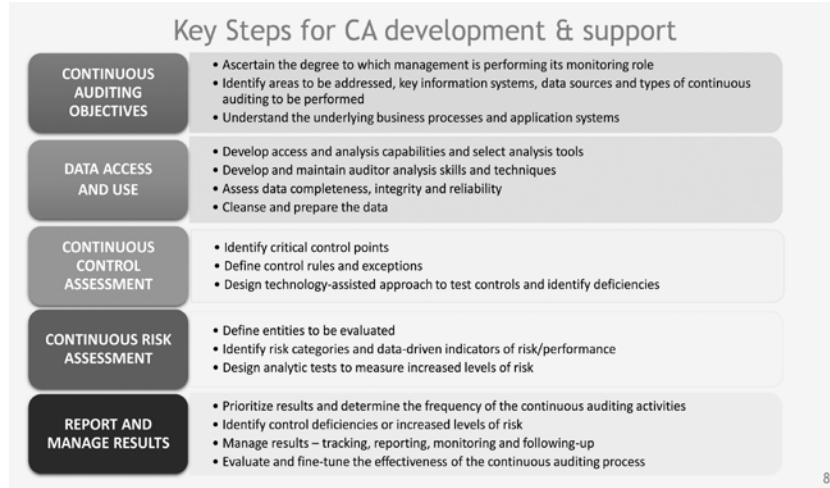 Key Steps for CA development & support
CONTINUOUS
AUDITING
OBJECTIVES
• Ascertain the degree to which management is performing its monitoring role
• Identify areas to be addressed, key information systems, data sources and types of continuous
auditing to be performed
• Understand the underlying business processes and application systems
DATA ACCESS
AND USE
• Develop access and analysis capabilities and select analysis tools
• Develop and maintain auditor analysis skills and techniques
• Assess data completeness, integrity and reliability
• Cleanse and prepare the data
CONTINUOUS
CONTROL
ASSESSMENT
• Identify critical control points
• Define control rules and exceptions
• Design technology-assisted approach to test controls and identify deficiencies
CONTINUOUS RISK
ASSESSMENT
• Define entities to be evaluated
• Identify risk categories and data-driven indicators of risk/performance
• Design analytic tests to measure increased levels of risk
REPORT AND
MANAGE RESULTS
• Prioritize results and determine the frequency of the continuous auditing activities
• Identify control deficiencies or increased levels of risk
• Manage results – tracking, reporting, monitoring and following-up
• Evaluate and fine-tune the effectiveness of the continuous auditing process
8